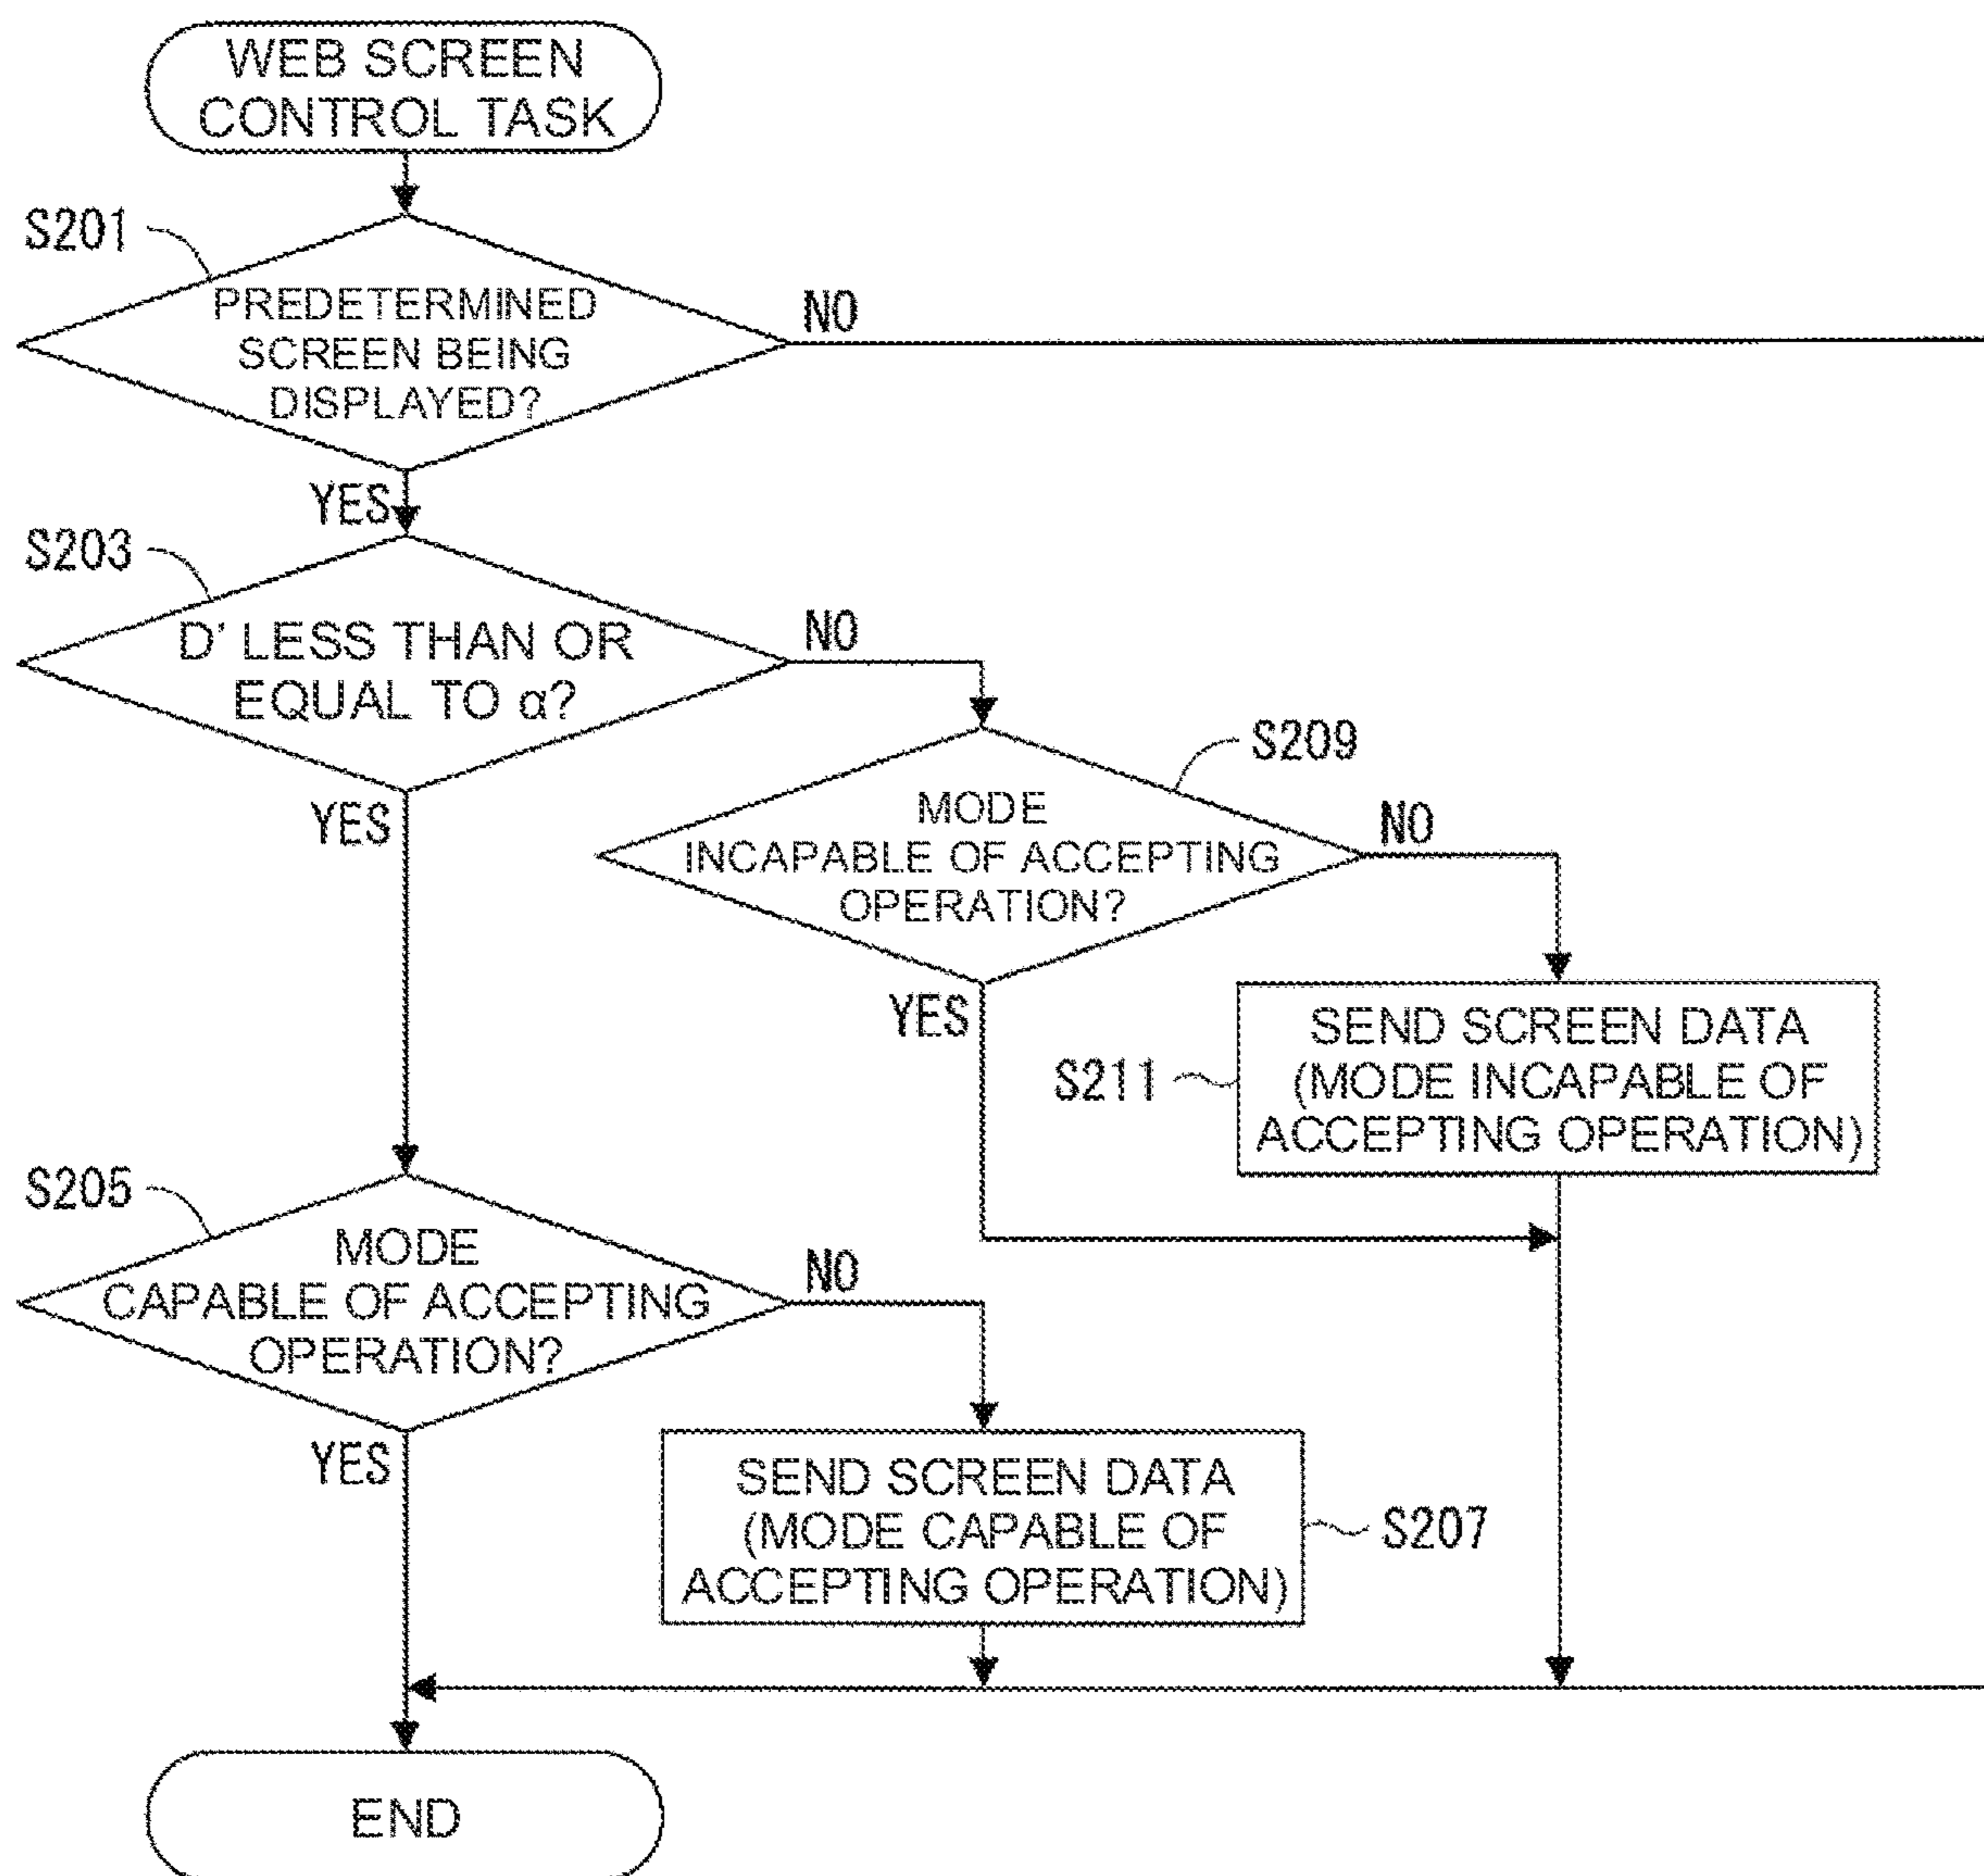 WEB SCREEN
CONTROL TASK
S201
PREDETERMINED
SCREEN BEING
DISPLAYED?
NO
YES
S203
D' LESS THAN OR
EQUAL TO α?
NO
YES
S209
MODE
INCAPABLE OF ACCEPTING
OPERATION?
NO
YES
S211
SEND SCREEN DATA
(MODE INCAPABLE OF
ACCEPTING OPERATION)
S205
MODE
CAPABLE OF ACCEPTING
OPERATION?
NO
YES
SEND SCREEN DATA
(MODE CAPABLE OF
ACCEPTING OPERATION)
S207
END